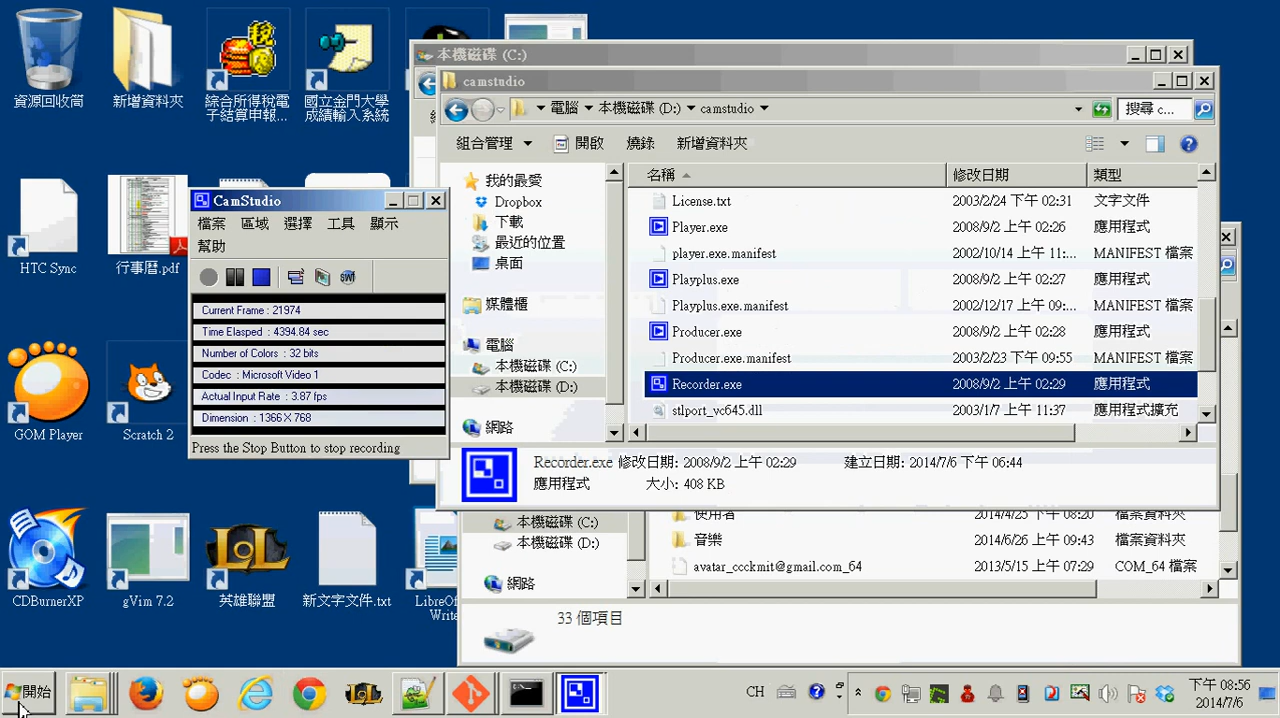 資源回收筒
新增資料夾
綜合所得稅電
子結算申報...
國立金門大學
成績輸入系統
HTC Sync
行事曆.pdf
GOM Player
Scratch 2
CDBurnerXP
gVim 7.2
英雄聯盟
新文字文件.txt
LibreOf
Write
本機磁碟 (C:)
camstudio
電腦 本機磁碟 (D:) camstudio
搜尋 c...
組合管理 開啟 燒錄 新增資料夾
我的最愛
Dropbox
下載
最近的位置
桌面
媒體櫃
電腦
本機磁碟 (C:)
本機磁碟 (D:)
網路
名稱 修改日期 類型
License.txt 2003/2/24 下午 02:31 文字文件
Player.exe 2008/9/2 上午 02:26 應用程式
player.exe.manifest 2002/10/14 上午 11:... MANIFEST 檔案
Playplus.exe 2008/9/2 上午 02:27 應用程式
Playplus.exe.manifest 2002/12/17 上午 09:... MANIFEST 檔案
Producer.exe 2008/9/2 上午 02:28 應用程式
Producer.exe.manifest 2003/2/23 下午 09:55 MANIFEST 檔案
Recorder.exe 2008/9/2 上午 02:29 應用程式
stlport_vc645.dll 2003/1/7 上午 11:37 應用程式擴充
Recorder.exe 修改日期: 2008/9/2 上午 02:29 建立日期: 2014/7/6 下午 06:44
應用程式 大小: 408 KB
CamStudio
檔案 區域 選擇 工具 顯示
幫助
SWF
Current Frame : 21974
Time Elasped : 4394.84 sec
Number of Colors : 32 bits
Codec : Microsoft Video 1
Actual Input Rate : 3.87 fps
Dimension : 1366 X 768
Press the Stop Button to stop recording
本機磁碟 (C:)
本機磁碟 (D:)
網路
使用者 2014/4/25 下午 08:20 檔案資料夾
音樂 2014/6/26 上午 09:43 檔案資料夾
avatar_ccckmit@gmail.com_64 2013/5/15 上午 07:29 COM_64 檔案
33 個項目
開始
CH
下午 08:56
2014/7/6